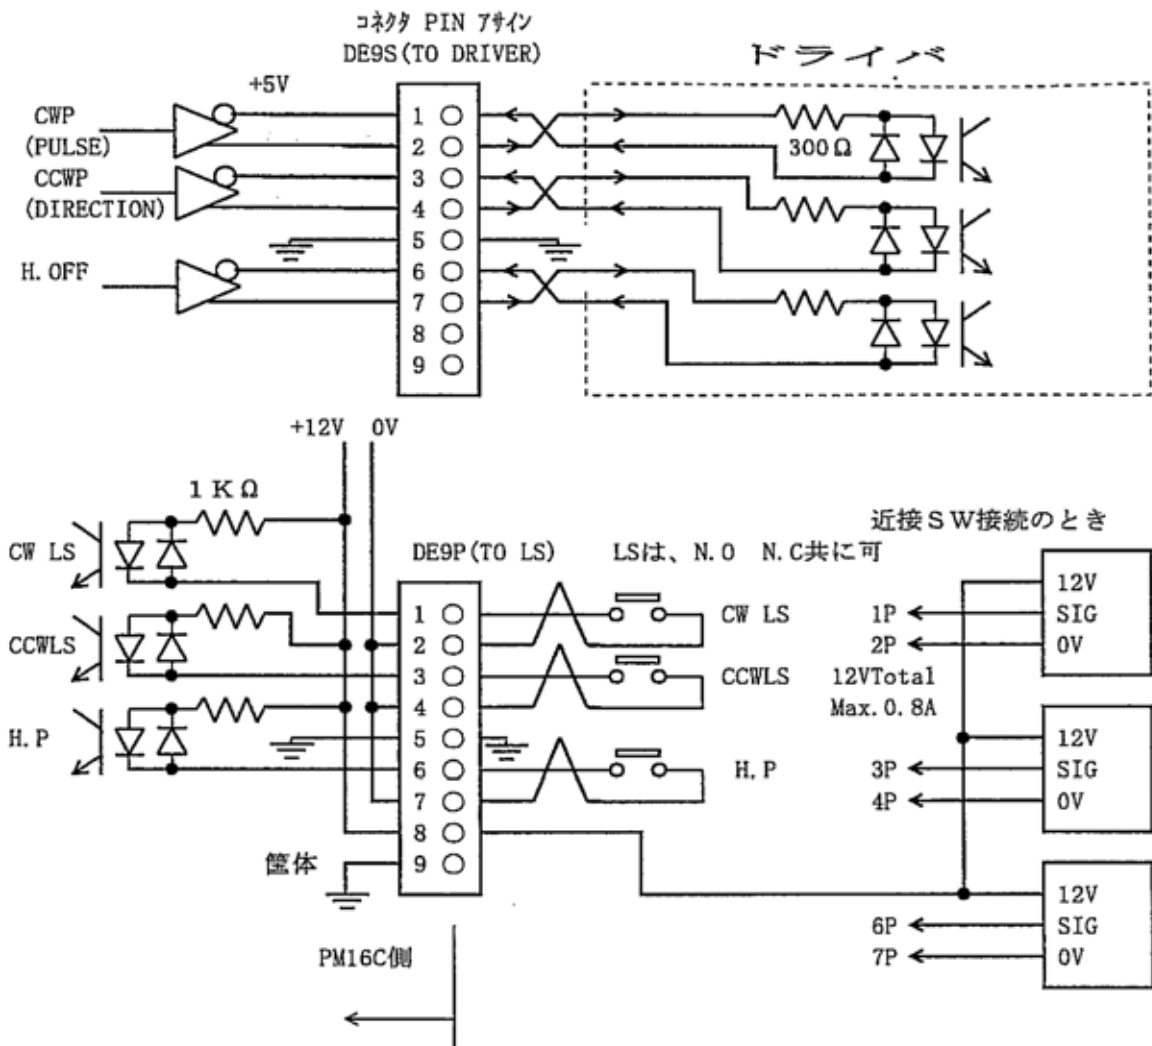 コネクタ PIN アサイン
DE9S(TO DRIVER)
ドライバ
+5V
CWP
(PULSE)
CCWP
(DIRECTION)
H.OFF
1
2
3
4
5
6
7
8
9
300Ω
+12V 0V
1KΩ
CW LS
CCWLS
H.P
DE9P(TO LS)
LSは、N.O N.C共に可
1
2
3
4
5
6
7
8
9
CW LS
CCWLS
H.P
筐体
PM16C側
近接SW接続のとき
12V
1P SIG
2P 0V
12VTotal
Max.0.8A
12V
3P SIG
4P 0V
12V
6P SIG
7P 0V